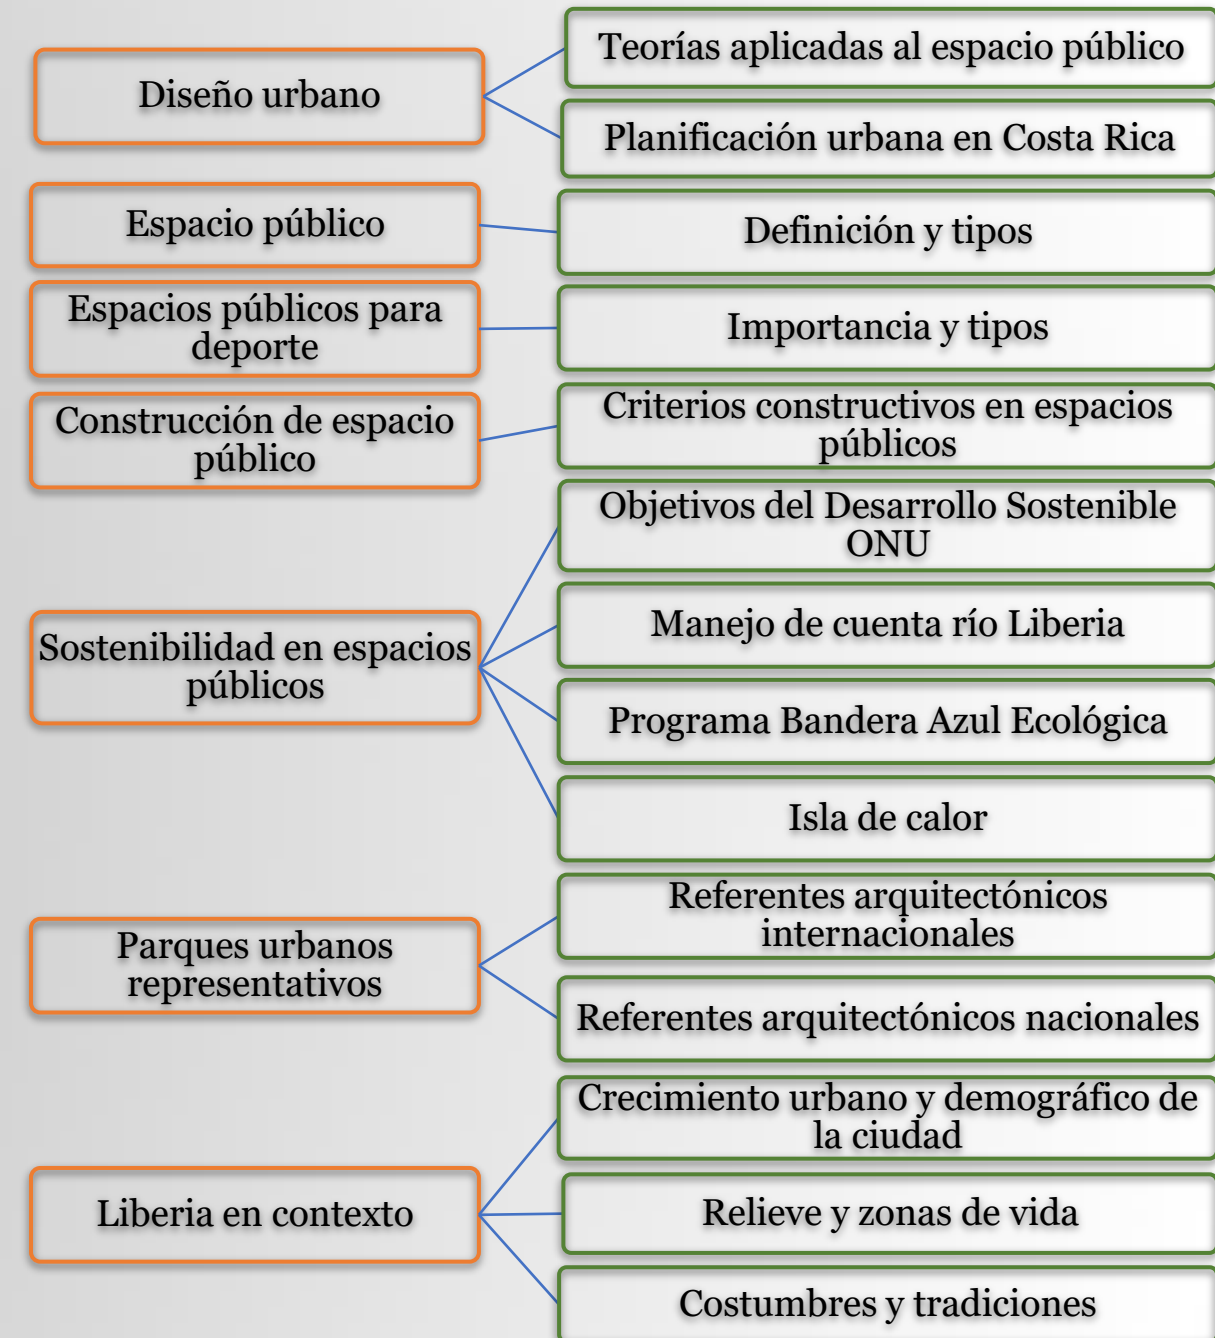 Diseño urbano
Teorías aplicadas al espacio público
Planificación urbana en Costa Rica
Espacio público
Definición y tipos
Espacios públicos para
deporte
Importancia y tipos
Construcción de espacio
público
Criterios constructivos en espacios
públicos
Sostenibilidad en espacios
públicos
Objetivos del Desarrollo Sostenible
ONU
Manejo de cuenta río Liberia
Programa Bandera Azul Ecológica
Isla de calor
Parques urbanos
representativos
Referentes arquitectónicos
internacionales
Referentes arquitectónicos nacionales
Liberia en contexto
Crecimiento urbano y demográfico de
la ciudad
Relieve y zonas de vida
Costumbres y tradiciones